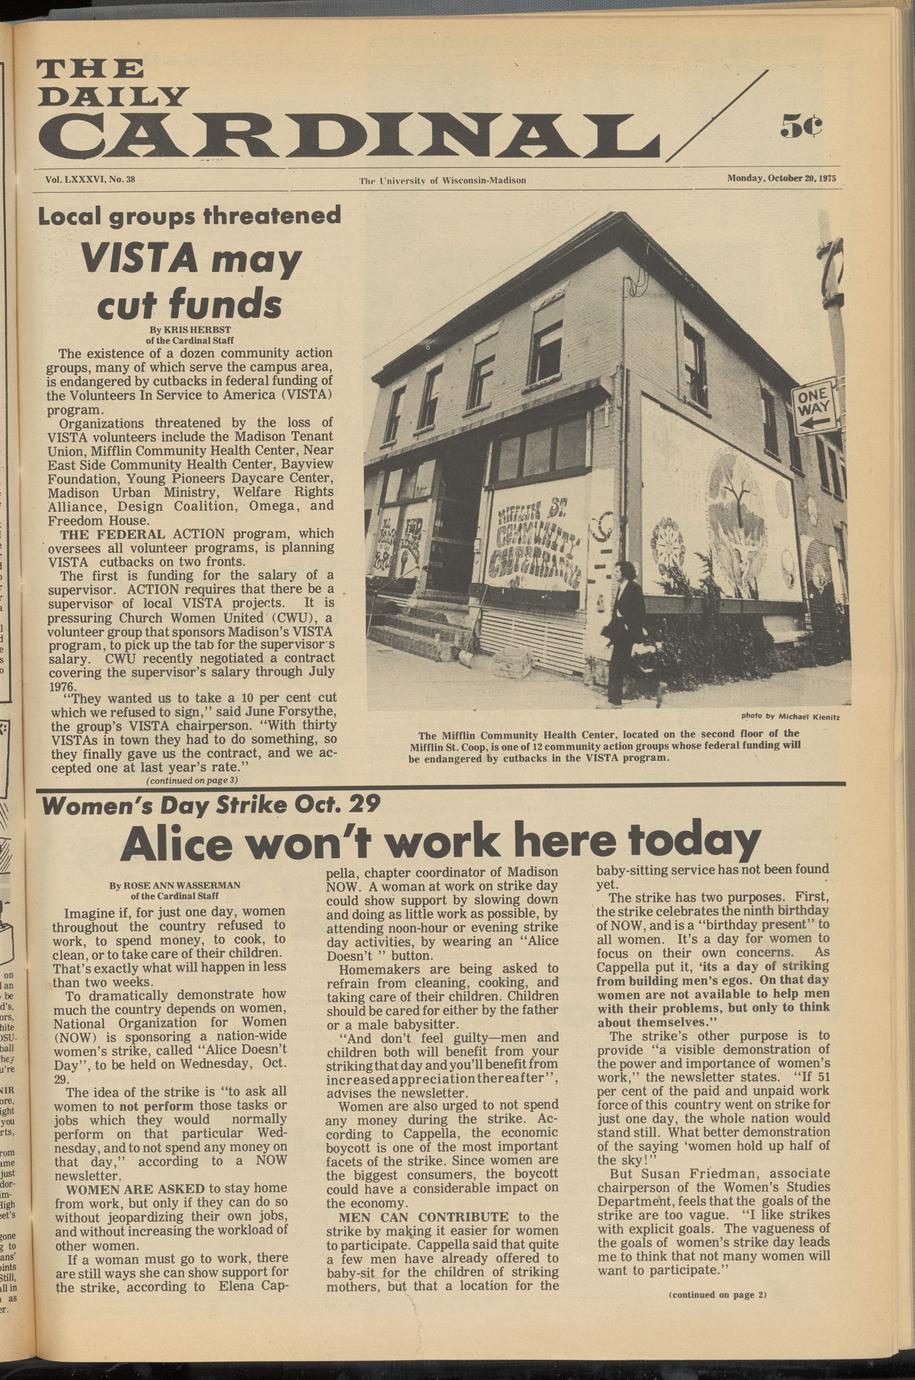 THE
DAILY
CARDINAL
5¢
Vol. LXXXVI, No. 38
The University of Wisconsin-Madison
Monday, October 20, 1975
Local groups threatened
VISTA may
cut funds
By KRIS HERBST
of the Cardinal Staff
The existence of a dozen community action
groups, many of which serve the campus area,
is endangered by cutbacks in federal funding of
the Volunteers In Service to America (VISTA)
program.
Organizations threatened by the loss of
VISTA volunteers include the Madison Tenant
Union, Mifflin Community Health Center, Near
East Side Community Health Center, Bayview
Foundation, Young Pioneers Daycare Center,
Madison Urban Ministry, Welfare Rights
Alliance, Design Coalition, Omega, and
Freedom House.
THE FEDERAL ACTION program, which
oversees all volunteer programs, is planning
VISTA cutbacks on two fronts.
The first is funding for the salary of a
supervisor. ACTION requires that there be a
supervisor of local VISTA projects. It is
pressuring Church Women United (CWU), a
volunteer group that sponsors Madison's VISTA
program, to pick up the tab for the supervisor's
salary. CWU recently negotiated a contract
covering the supervisor's salary through July
1976.
"They wanted us to take a 10 per cent cut
which we refused to sign," said June Forsythe,
the group's VISTA chairperson. "With thirty
VISTAs in town they had to do something, so
they finally gave us the contract, and we ac-
cepted one at last year's rate."
(continued on page 3)
ONE
WAY
MIFFLIN ST.
COMMUNITY
COOPERATIVE
photo by Michael Kienitz
The Mifflin Community Health Center, located on the second floor of the
Mifflin St. Coop, is one of 12 community action groups whose federal funding will
be endangered by cutbacks in the VISTA program.
Women's Day Strike Oct. 29
Alice won't work here today
By ROSE ANN WASSERMAN
of the Cardinal Staff
Imagine if, for just one day, women
throughout the country refused to
work, to spend money, to cook, to
clean, or to take care of their children.
That's exactly what will happen in less
than two weeks.
To dramatically demonstrate how
much the country depends on women,
National Organization for Women
(NOW) is sponsoring a nation-wide
women's strike, called "Alice Doesn't
Day", to be held on Wednesday, Oct.
29.
The idea of the strike is "to ask all
women to not perform those tasks or
jobs which they would normally
perform on that particular Wed-
nesday, and to not spend any money on
that day," according to a NOW
newsletter.
WOMEN ARE ASKED to stay home
from work, but only if they can do so
without jeopardizing their own jobs,
and without increasing the workload of
other women.
If a woman must go to work, there
are still ways she can show support for
the strike, according to Elena Cap-
pella, chapter coordinator of Madison
NOW. A woman at work on strike day
could show support by slowing down
and doing as little work as possible, by
attending noon-hour or evening strike
day activities, by wearing an "Alice
Doesn't " button.
Homemakers are being asked to
refrain from cleaning, cooking, and
taking care of their children. Children
should be cared for either by the father
or a male babysitter.
"And don't feel guilty—men and
children both will benefit from your
striking that day and you'll benefit from
increased appreciation thereafter",
advises the newsletter.
Women are also urged to not spend
any money during the strike. Ac-
cording to Cappella, the economic
boycott is one of the most important
facets of the strike. Since women are
the biggest consumers, the boycott
could have a considerable impact on
the economy.
MEN CAN CONTRIBUTE to the
strike by making it easier for women
to participate. Cappella said that quite
a few men have already offered to
baby-sit for the children of striking
mothers, but that a location for the
baby-sitting service has not been found
yet.
The strike has two purposes. First,
the strike celebrates the ninth birthday
of NOW, and is a "birthday present" to
all women. It's a day for women to
focus on their own concerns. As
Cappella put it, 'its a day of striking
from building men's egos. On that day
women are not available to help men
with their problems, but only to think
about themselves."
The strike's other purpose is to
provide "a visible demonstration of
the power and importance of women's
work," the newsletter states. "If 51
per cent of the paid and unpaid work
force of this country went on strike for
just one day, the whole nation would
stand still. What better demonstration
of the saying 'women hold up half of
the sky!"
But Susan Friedman, associate
chairperson of the Women's Studies
Department, feels that the goals of the
strike are too vague. "I like strikes
with explicit goals. The vagueness of
the goals of women's strike day leads
me to think that not many women will
want to participate."
(continued on page 2)